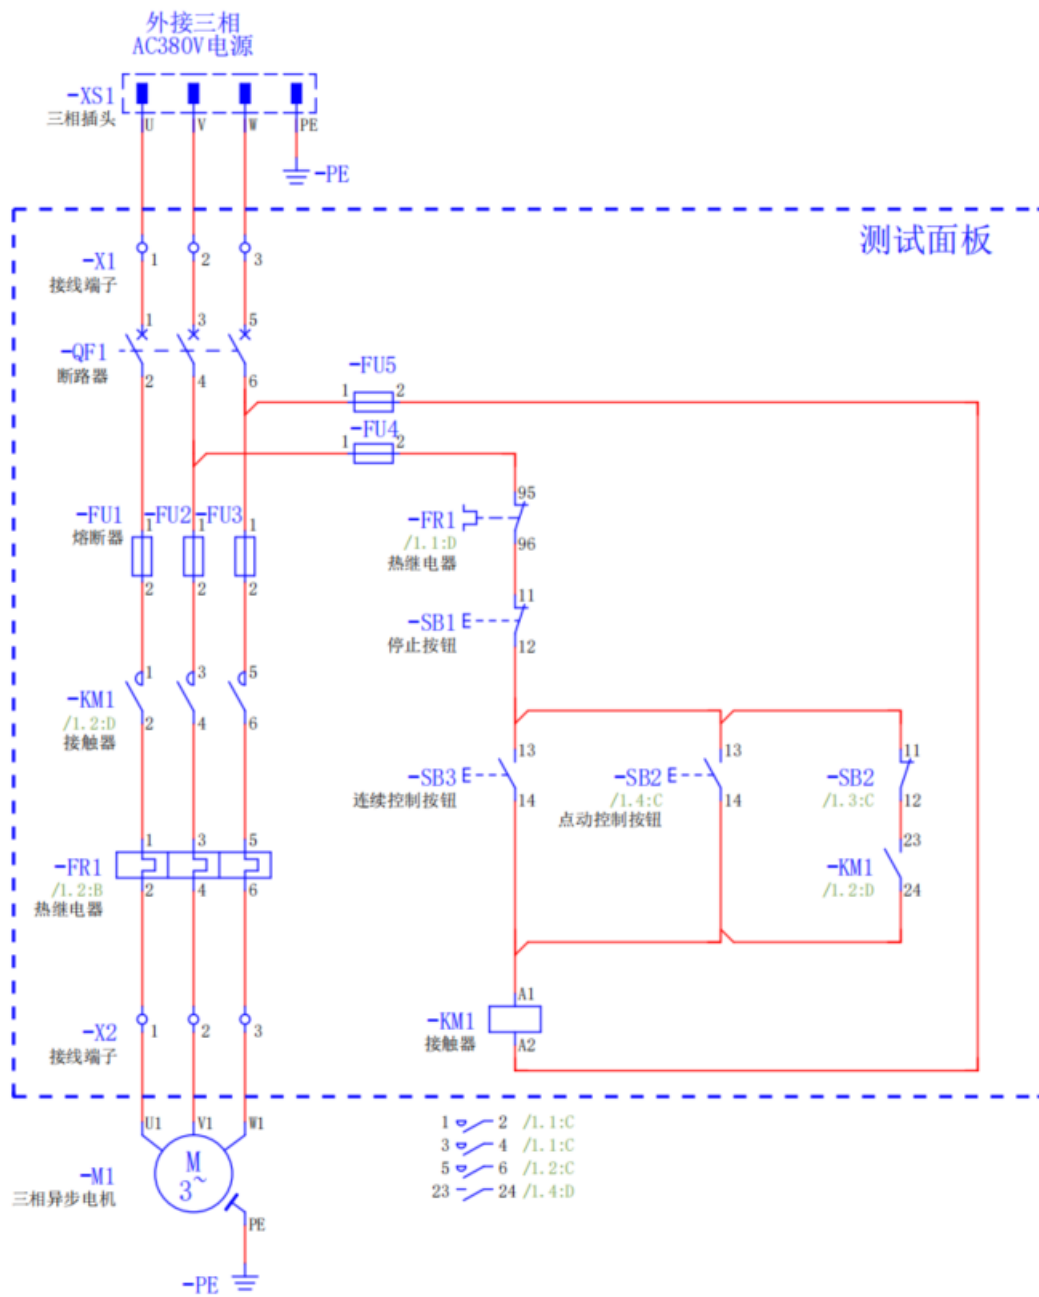 外接三相
AC380V电源
-XS1
三相插头
U V W PE
-PE
测试面板
-X1
接线端子
1 2 3
-QF1
断路器
1 3 5
2 4 6
-FU5
1 2
-FU4
1 2
-FU1
熔断器
-FU2
-FU3
1 1 1
2 2 2
95
-FR1
/1.1:D
热继电器
96
11
-SB1
停止按钮
12
-KM1
/1.2:D
接触器
1 3 5
2 4 6
13
-SB3
连续控制按钮
14
13
-SB2
/1.4:C
点动控制按钮
14
11
-SB2
/1.3:C
12
23
-KM1
/1.2:D
24
-FR1
/1.2:B
热继电器
1 3 5
2 4 6
A1
-KM1
接触器
A2
-X2
接线端子
1 2 3
U1 V1 W1
M
3~
-M1
三相异步电机
PE
-PE
1 2 /1.1:C
3 4 /1.1:C
5 6 /1.2:C
23 24 /1.4:D